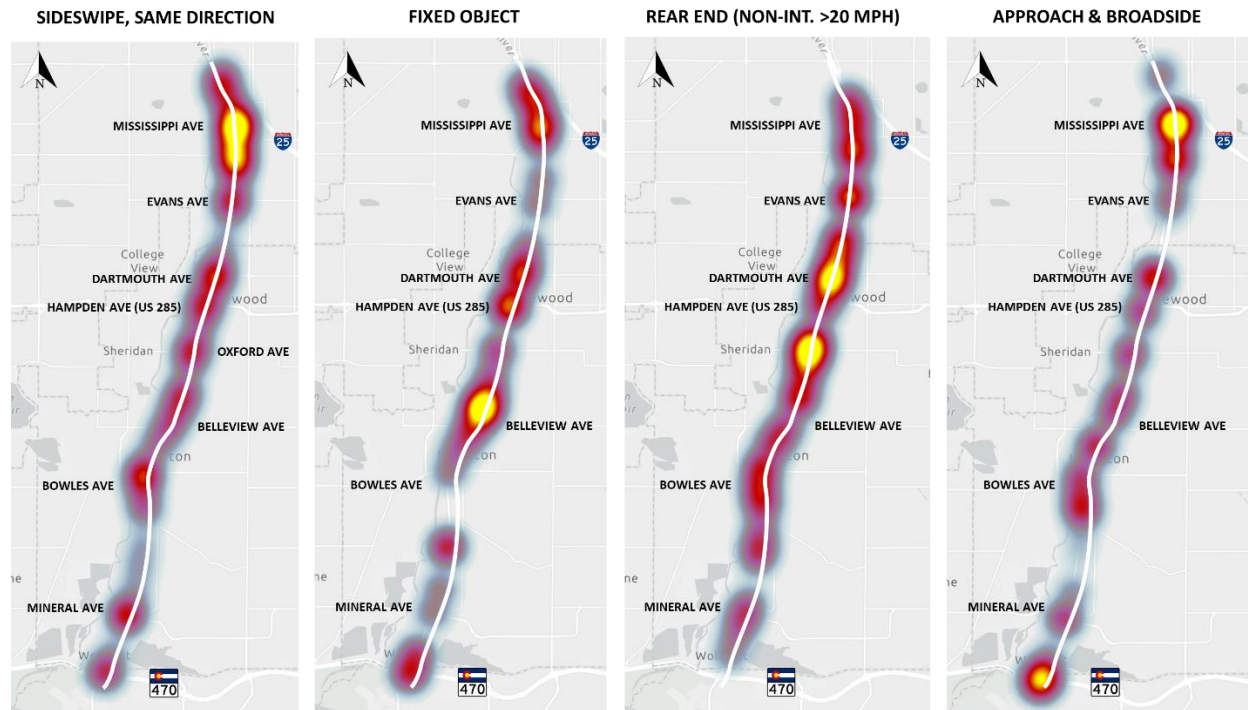 SIDESWIPE, SAME DIRECTION
N
MISSISSIPPI AVE
25
EVANS AVE
College
View
DARTMOUTH AVE
HAMPDEN AVE (US 285)
Sheridan
OXFORD AVE
BELLEVIEW AVE
BOWLES AVE
MINERAL AVE
470
FIXED OBJECT
N
MISSISSIPPI AVE
25
EVANS AVE
College
View
DARTMOUTH AVE
HAMPDEN AVE (US 285)
Sheridan
BELLEVIEW AVE
BOWLES AVE
MINERAL AVE
470
REAR END (NON-INT. >20 MPH)
N
MISSISSIPPI AVE
25
EVANS AVE
College
View
DARTMOUTH AVE
HAMPDEN AVE (US 285)
Sheridan
BELLEVIEW AVE
BOWLES AVE
MINERAL AVE
470
APPROACH & BROADSIDE
N
MISSISSIPPI AVE
25
EVANS AVE
College
View
DARTMOUTH AVE
HAMPDEN AVE (US 285)
Sheridan
BELLEVIEW AVE
BOWLES AVE
MINERAL AVE
470